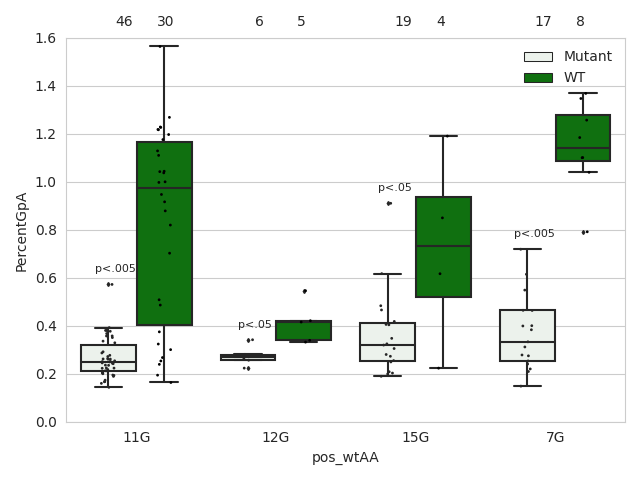 46 30 6 5 19 4 17 8
1.6
1.4
1.2
1.0
0.8
0.6
0.4
0.2
0.0
PercentGpA
Mutant
WT
p<.005
p<.05
p<.05
p<.005
11G 12G 15G 7G
pos_wtAA